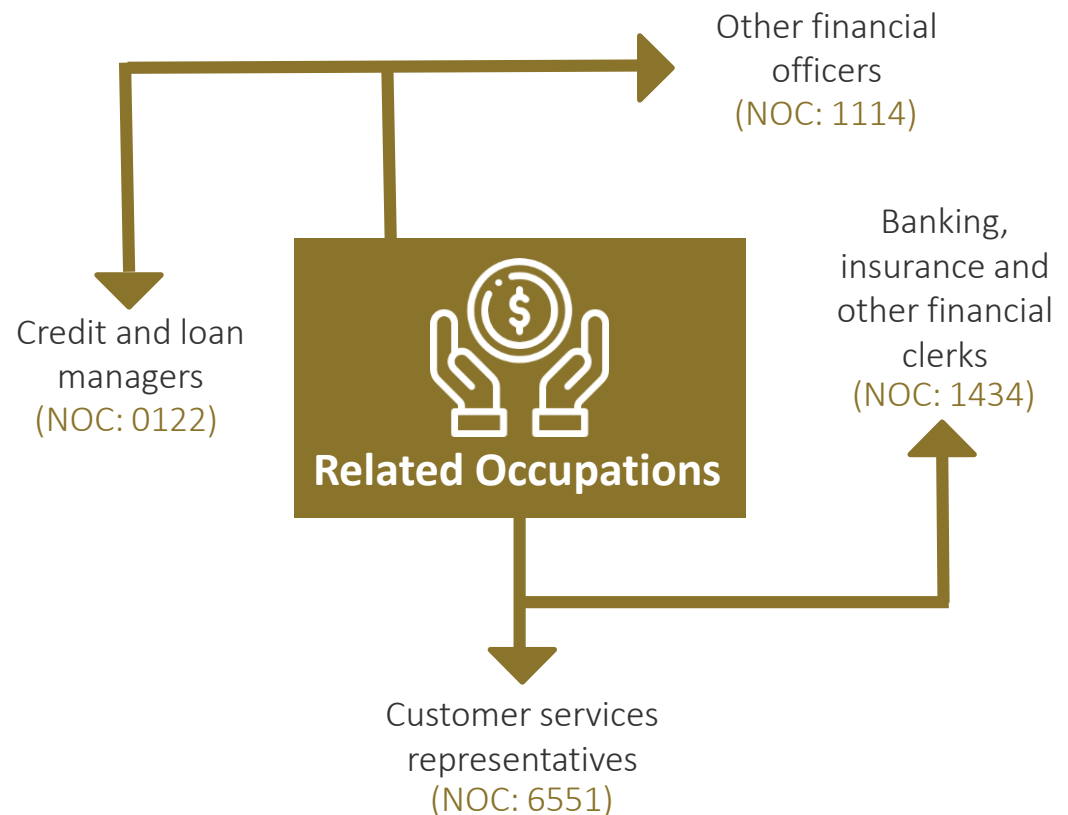 Other financial
officers
(NOC: 1114)
Banking,
insurance and
other financial
clerks
(NOC: 1434)
Credit and loan
managers
(NOC: 0122)
$
Related Occupations
Customer services
representatives
(NOC: 6551)